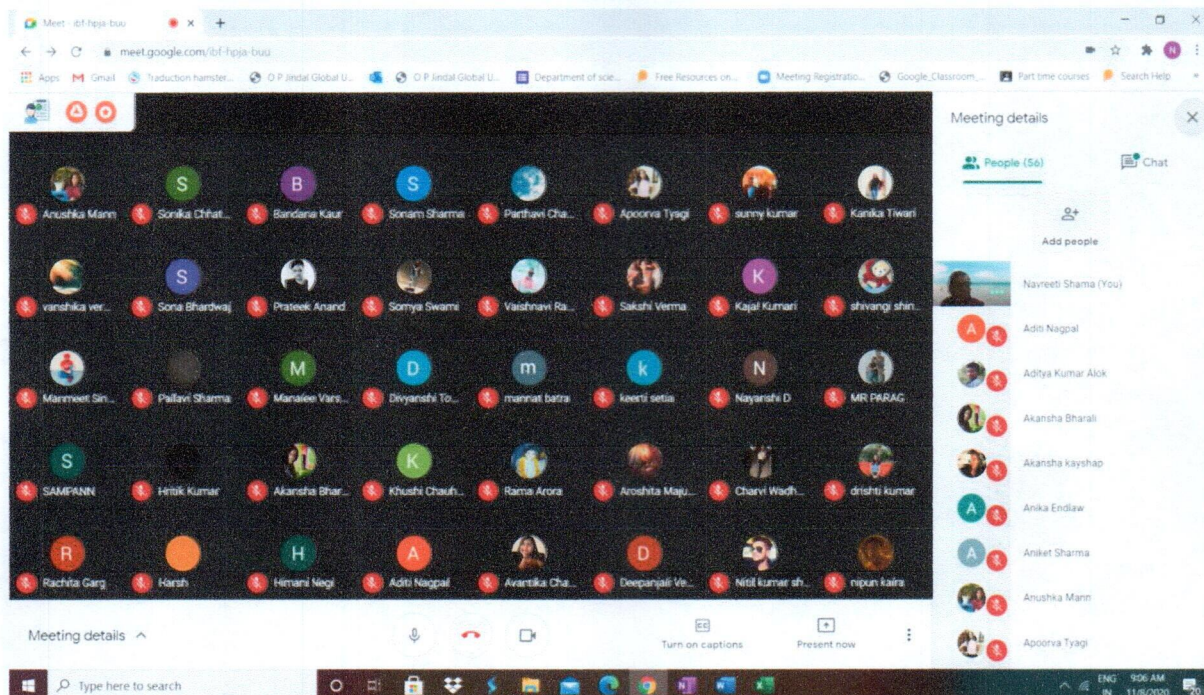 Meet - ibf-hpja-buu
meet.google.com/ibf-hpja-buu
N
Apps M Gmail Traduction hamster... O P Jindal Global U... O P Jindal Global U... Department of scie... Free Resources on... Meeting Registratio... Google_Classroom_... Part time courses Search Help
Meeting details
People (56) Chat
Add people
S B S
Anushka Mann Sonika Chhat... Bandana Kaur Sonam Sharma Parthavi Cha... Apoorva Tyagi sunny kumar Kanika Tiwari
S K
vanshika ver... Sona Bhardwaj Prateek Anand Somya Swami Vaishnavi Ra... Sakshi Verma Kajal Kumari shivangi shin...
M D m k N
Manmeet Sin... Pallavi Sharma Manalee Vars... Divyanshi To... mannat batra keerti setia Nayanshi D MR PARAG
S K
SAMPANN Hritik Kumar Akansha Bhar... Khushi Chauh... Rama Arora Aroshita Maju... Charvi Wadh... drishti kumar
R H A D
Rachita Garg Harsh Himani Negi Aditi Nagpal Avantika Cha... Deepanjali Ve... Nitil kumar sh... nipun kaira
Navreeti Shama (You)
A Aditi Nagpal
Aditya Kumar Alok
Akansha Bharali
Akansha kayshap
A Anika Endlaw
A Aniket Sharma
Anushka Mann
Apoorva Tyagi
Meeting details
CC
Turn on captions Present now
Type here to search
ENG 9:06 AM
11/8/2020